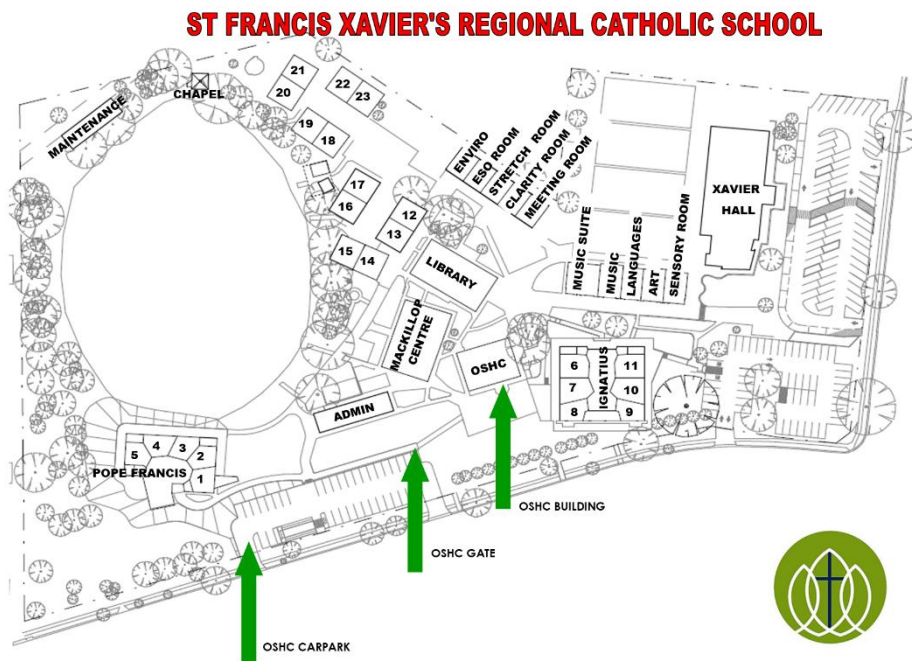 ST FRANCIS XAVIER'S REGIONAL CATHOLIC SCHOOL
MAINTENANCE
CHAPEL
21
20
22
23
19
18
17
16
15
14
12
13
ENVIRO
ESO ROOM
STRETCH ROOM
CLARITY ROOM
MEETING ROOM
LIBRARY
MACKILLOP
CENTRE
MUSIC SUITE
MUSIC
LANGUAGES
ART
SENSORY ROOM
XAVIER
HALL
OSHC
IGNATIUS
6
7
8
11
10
9
ADMIN
POPE FRANCIS
5
4
3
2
1
OSHC BUILDING
OSHC GATE
OSHC CARPARK